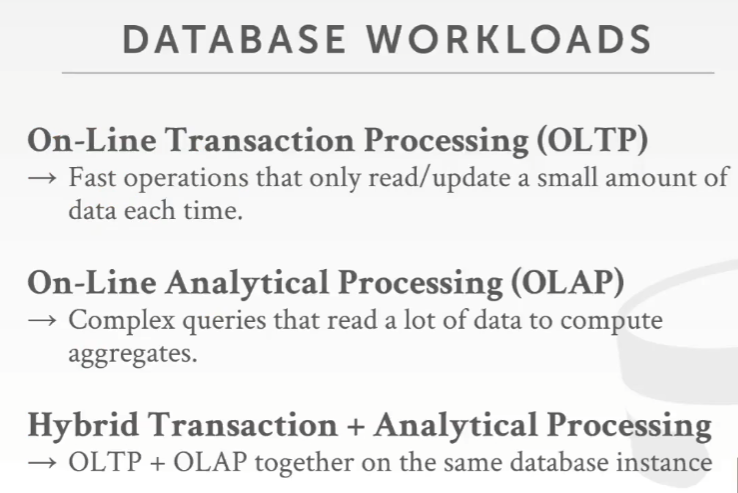 DATABASE WORKLOADS
On-Line Transaction Processing (OLTP)
→ Fast operations that only read/update a small amount of
data each time.
On-Line Analytical Processing (OLAP)
→ Complex queries that read a lot of data to compute
aggregates.
Hybrid Transaction + Analytical Processing
→ OLTP + OLAP together on the same database instance